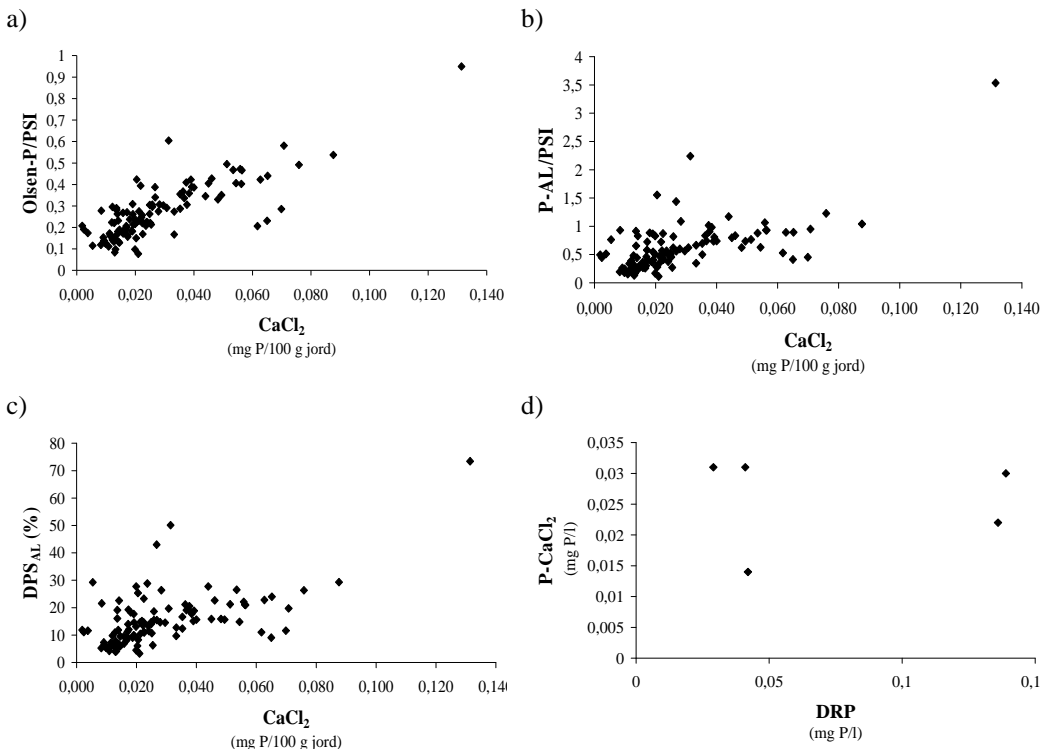 a)
Olsen-P/PSI
1
0,9
0,8
0,7
0,6
0,5
0,4
0,3
0,2
0,1
0
0,000 0,020 0,040 0,060 0,080 0,100 0,120 0,140
CaCl₂
(mg P/100 g jord)
b)
P-AL/PSI
4
3,5
3
2,5
2
1,5
1
0,5
0
0,000 0,020 0,040 0,060 0,080 0,100 0,120 0,140
CaCl₂
(mg P/100 g jord)
c)
DPS_AL (%)
80
70
60
50
40
30
20
10
0
0,000 0,020 0,040 0,060 0,080 0,100 0,120 0,140
CaCl₂
(mg P/100 g jord)
d)
P-CaCl₂
(mg P/l)
0,035
0,03
0,025
0,02
0,015
0,01
0,005
0
0 0,05 0,1 0,1
DRP
(mg P/l)